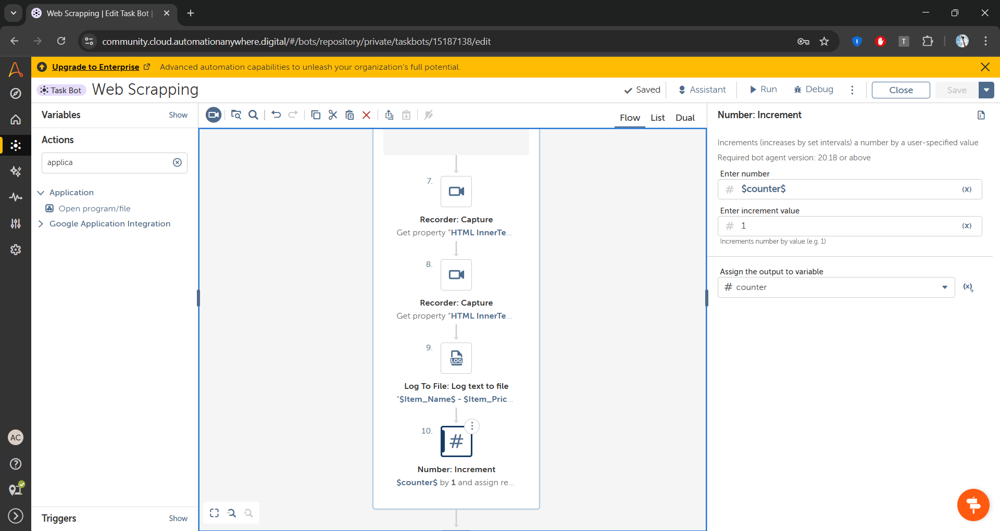 Web Scrapping | Edit Task Bot |
community.cloud.automationanywhere.digital/#/bots/repository/private/taskbots/15187138/edit
T
Upgrade to Enterprise
Advanced automation capabilities to unleash your organization's full potential.
Task Bot
Web Scrapping
Saved
Assistant
Run
Debug
Close
Save
Variables
Show
Flow
List
Dual
Number: Increment
Actions
applica
Application
Open program/file
Google Application Integration
7.
Recorder: Capture
Get property “HTML InnerTe...
8.
Recorder: Capture
Get property “HTML InnerTe...
9.
LOG
Log To File: Log text to file
“$Item_Name$ - $Item_Pric...
10.
#
Number: Increment
$counter$ by 1 and assign re...
Increments (increases by set intervals) a number by a user-specified value
Required bot agent version: 20.18 or above
Enter number
# $counter$ (x)
Enter increment value
# 1 (x)
Increments number by value (e.g. 1)
Assign the output to variable
# counter
(x)+
AC
Triggers
Show